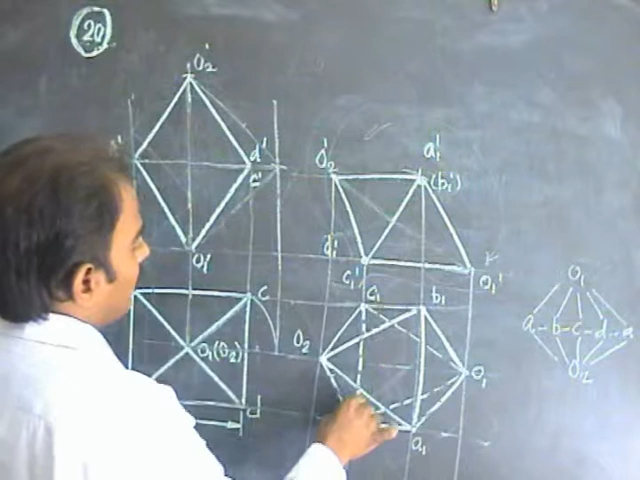 20
O₂'
d'
c'
O₁'
c
O₁(O₂)
d
O₂'
a₁'
(b₁')
d₁'
c₁'
O₁'
c₁
b₁
O₂
O₁
a₁
O₁
a b c d a
O₂